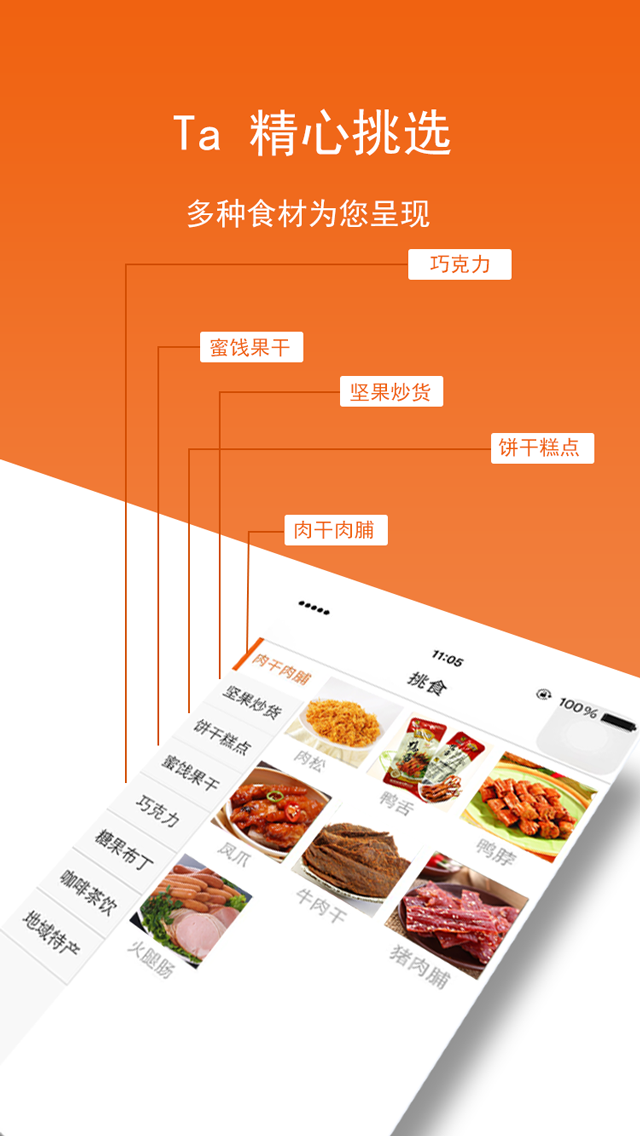 Ta 精心挑选
多种食材为您呈现
巧克力
蜜饯果干
坚果炒货
饼干糕点
肉干肉脯
11:05
挑食
100%
肉干肉脯
坚果炒货
饼干糕点
蜜饯果干
巧克力
糖果布丁
咖啡茶饮
地域特产
肉松
鸭舌
鸭脖
凤爪
牛肉干
猪肉脯
火腿肠